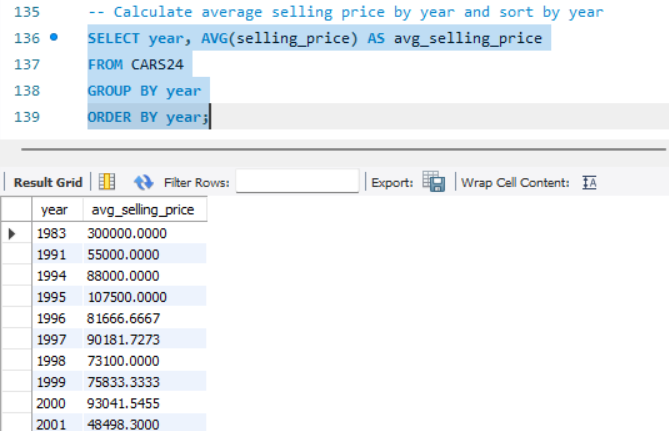 135 -- Calculate average selling price by year and sort by year
136 SELECT year, AVG(selling_price) AS avg_selling_price
137 FROM CARS24
138 GROUP BY year
139 ORDER BY year;
Result Grid Filter Rows: Export: Wrap Cell Content: IA
year avg_selling_price
1983 300000.0000
1991 55000.0000
1994 88000.0000
1995 107500.0000
1996 81666.6667
1997 90181.7273
1998 73100.0000
1999 75833.3333
2000 93041.5455
2001 48498.3000